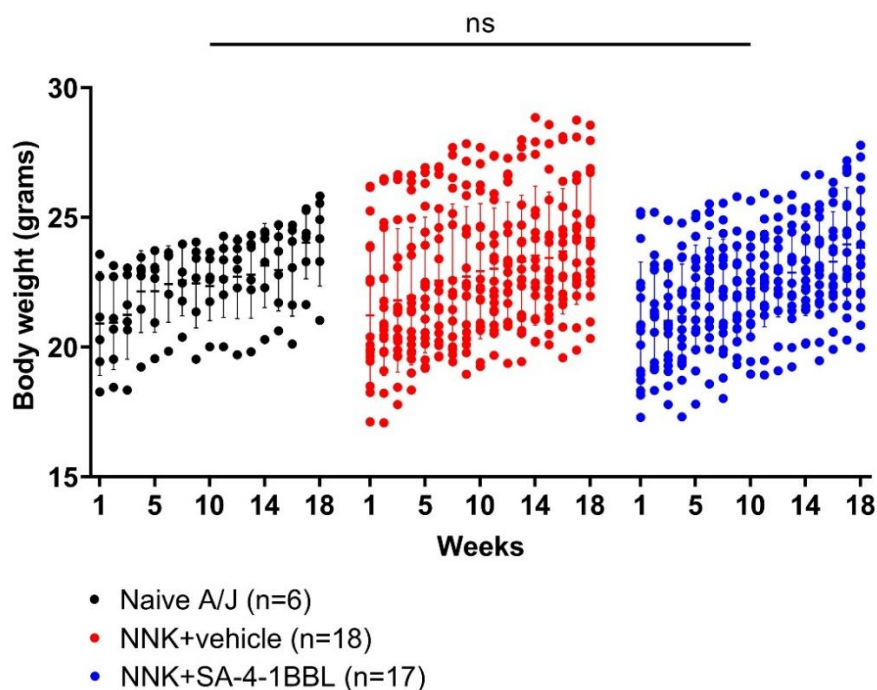 ns
Body weight (grams)
30
25
20
15
1 5 10 14 18 1 5 10 14 18 1 5 10 14 18
Weeks
Naive A/J (n=6)
NNK+vehicle (n=18)
NNK+SA-4-1BBL (n=17)